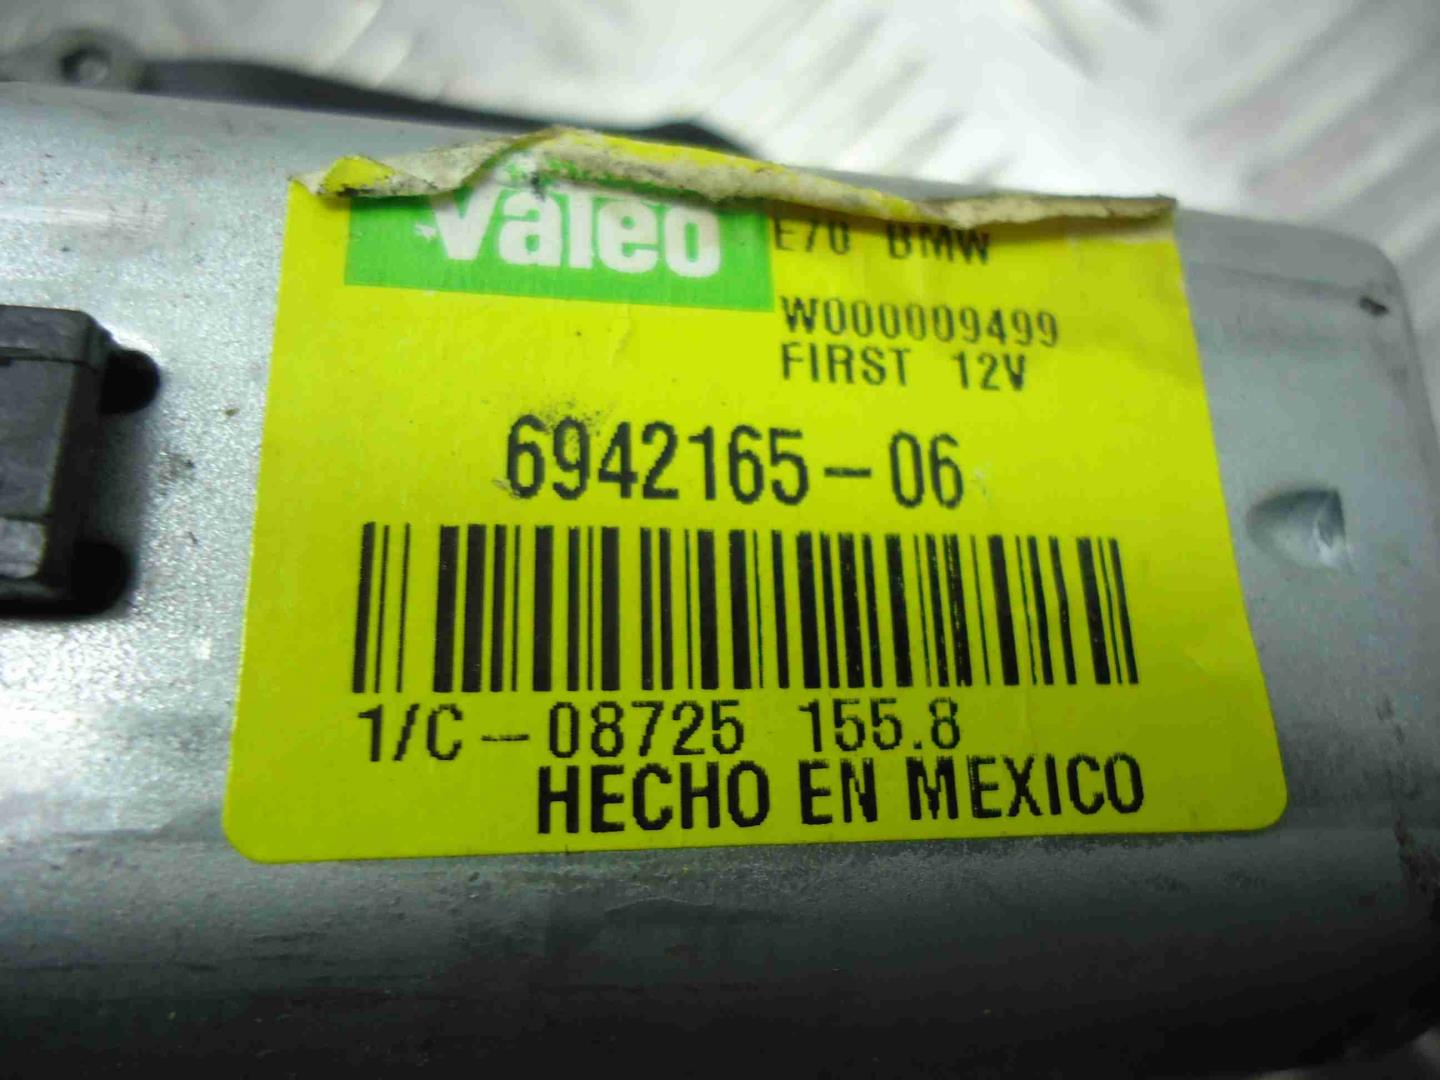 Valeo
E70 BMW
W000009499
FIRST 12V
6942165-06
1/C-08725 155.8
HECHO EN MEXICO